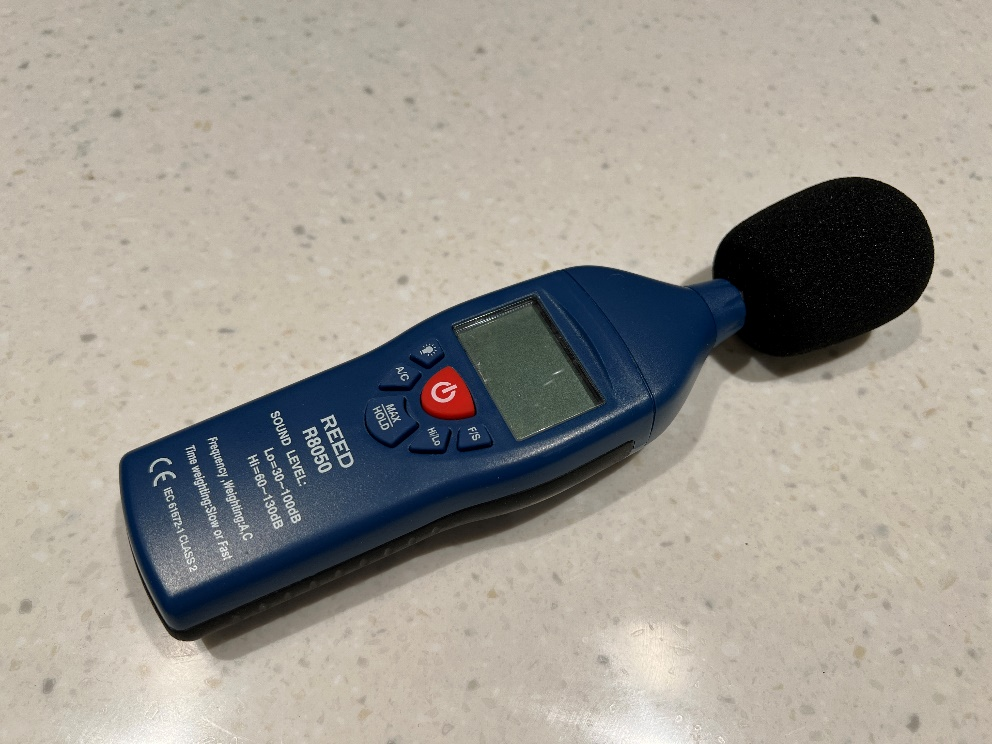 A/C
MAX
HOLD
Hi/Lo
F/S
REED
R8050
SOUND LEVEL:
Lo=30~100dB
Hi=60~130dB
Frequency ,Weighting:A,C
Time weighting:Slow or Fast
CE IEC 61672-1 CLASS 2